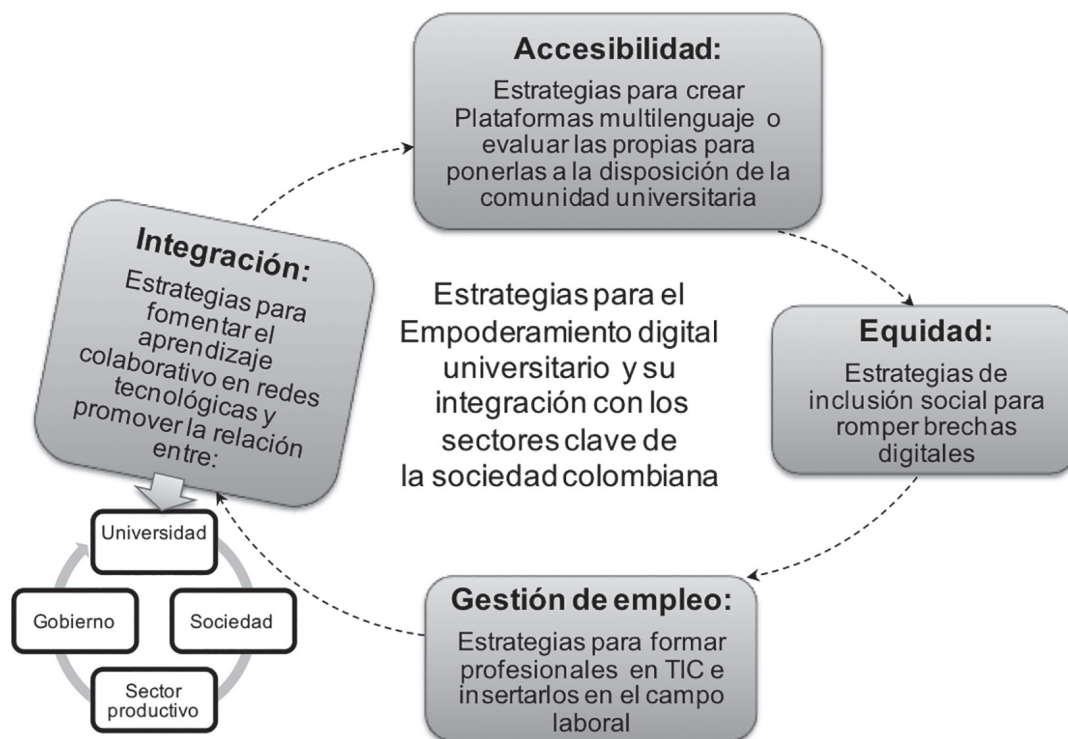 Accesibilidad:
Estrategias para crear
Plataformas multilenguaje o
evaluar las propias para
ponerlas a la disposición de la
comunidad universitaria
Integración:
Estrategias para
fomentar el
aprendizaje
colaborativo en redes
tecnológicas y
promover la relación
entre:
Estrategias para el
Empoderamiento digital
universitario y su
integración con los
sectores clave de
la sociedad colombiana
Equidad:
Estrategias de
inclusión social para
romper brechas
digitales
Gestión de empleo:
Estrategias para formar
profesionales en TIC e
insertarlos en el campo
laboral
Universidad
Gobierno
Sociedad
Sector
productivo